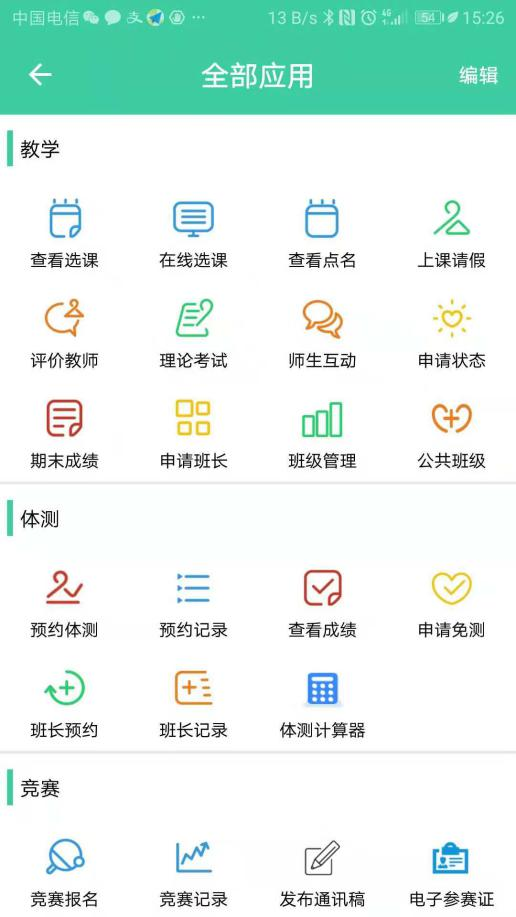 中国电信 支 ··· 13 B/s 4G 54 15:26
全部应用 编辑
教学
查看选课 在线选课 查看点名 上课请假
评价教师 理论考试 师生互动 申请状态
期末成绩 申请班长 班级管理 公共班级
体测
预约体测 预约记录 查看成绩 申请免测
班长预约 班长记录 体测计算器
竞赛
竞赛报名 竞赛记录 发布通讯稿 电子参赛证